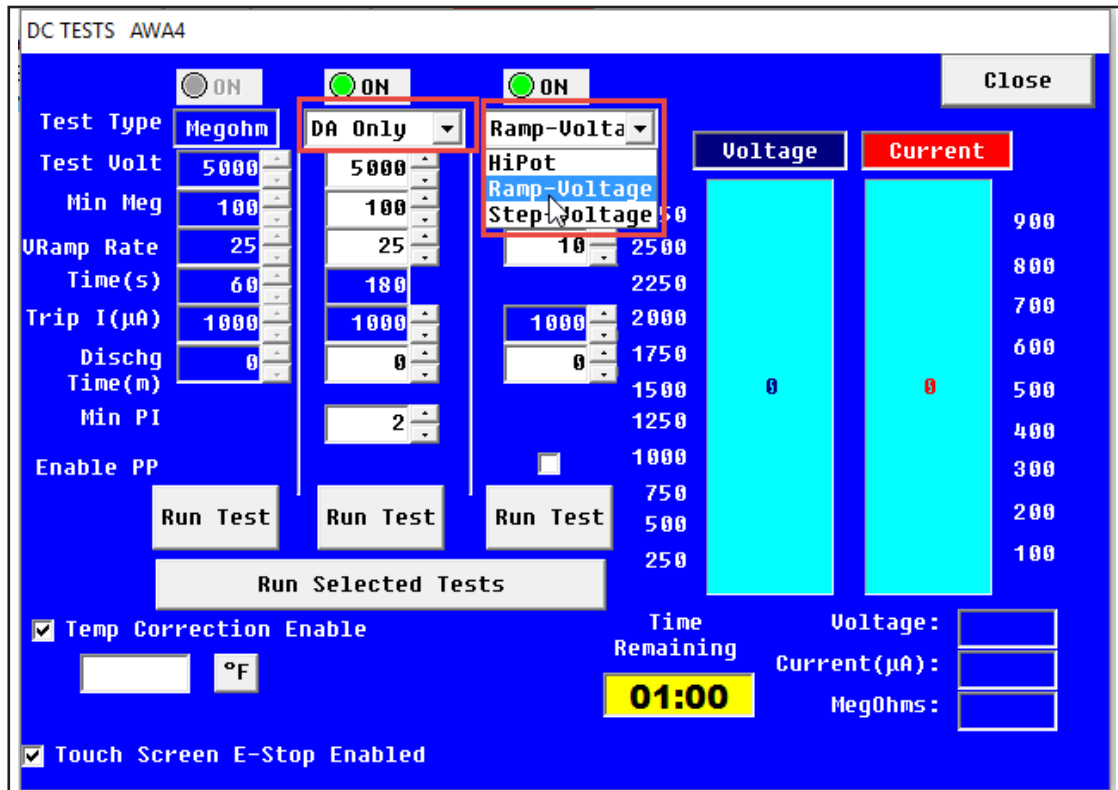 DC TESTS AWA4
ON ON ON Close
Test Type Megohm DA Only Ramp-Volta
HiPot
Ramp-Voltage
Step-Voltage
Voltage Current
Test Volt 5000 5000
Min Meg 100 100
VRamp Rate 25 25 10
Time(s) 60 180
Trip I(µA) 1000 1000 1000
Dischg Time(m) 0 0 0
Min PI 2
Enable PP
Run Test Run Test Run Test
Run Selected Tests
2500
2250
2000
1750
1500
1250
1000
750
500
250
0
0
900
800
700
600
500
400
300
200
100
Temp Correction Enable
°F
Time
Remaining
01:00
Voltage:
Current(µA):
MegOhms:
Touch Screen E-Stop Enabled